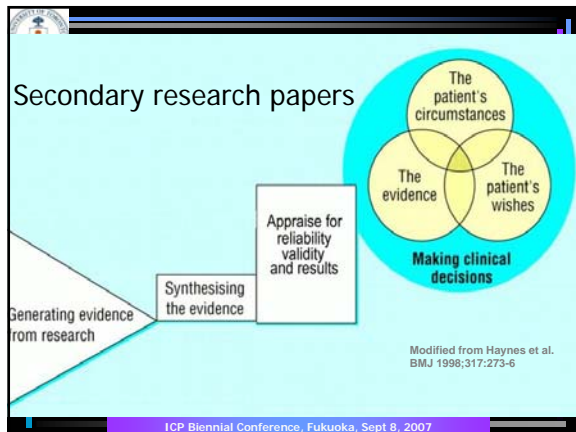 Secondary research papers
The
patient's
circumstances
The
evidence
The
patient's
wishes
Making clinical
decisions
Appraise for
reliability
validity
and results
Synthesising
the evidence
Generating evidence
from research
Modified from Haynes et al.
BMJ 1998;317:273-6
ICP Biennial Conference, Fukuoka, Sept 8, 2007